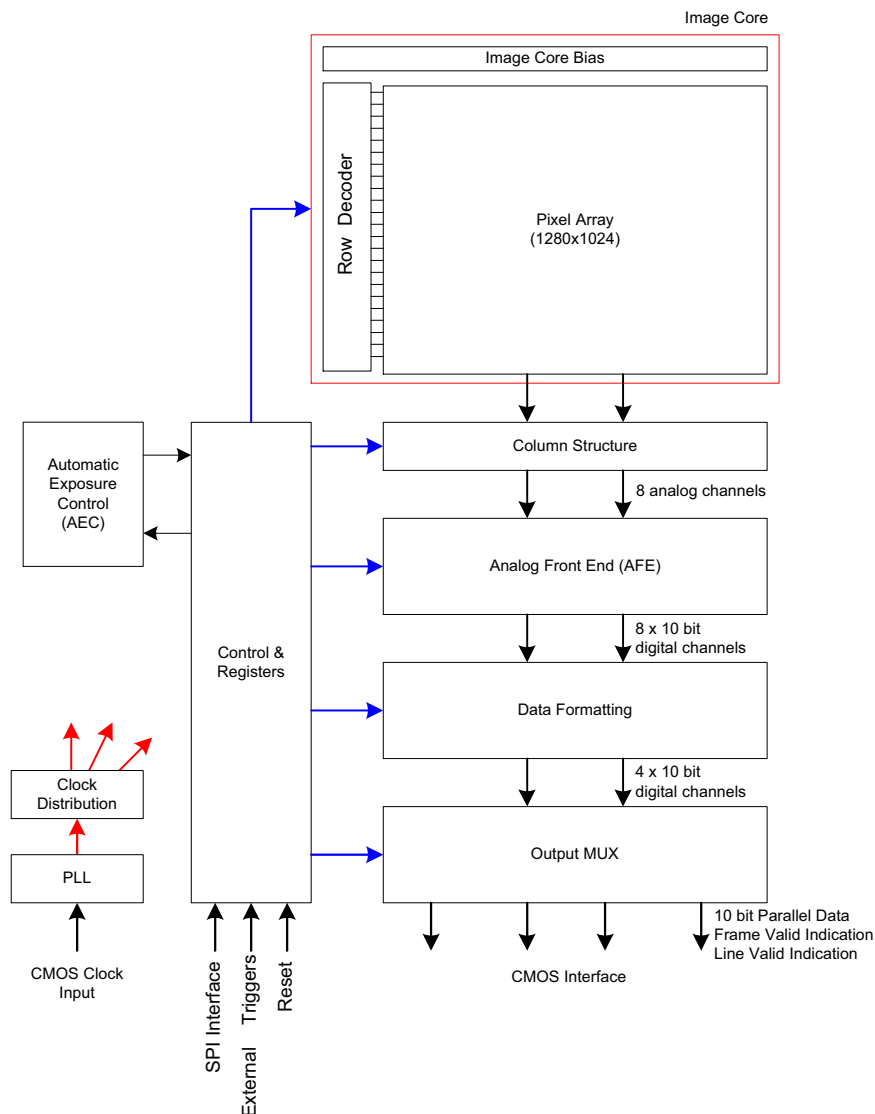 Image Core
Image Core Bias
Row Decoder
Pixel Array
(1280x1024)
Automatic
Exposure
Control
(AEC)
Column Structure
8 analog channels
Analog Front End (AFE)
8 x 10 bit
digital channels
Control &
Registers
Data Formatting
4 x 10 bit
digital channels
Clock
Distribution
Output MUX
PLL
10 bit Parallel Data
Frame Valid Indication
Line Valid Indication
CMOS Clock
Input
SPI Interface
External Triggers
Reset
CMOS Interface